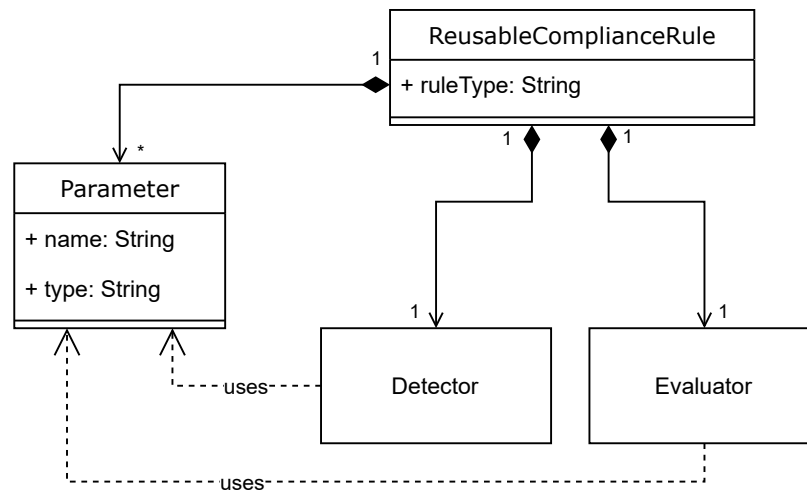 ReusableComplianceRule
1
+ ruleType: String
*
1
1
Parameter
+ name: String
+ type: String
1
1
Detector
Evaluator
uses
uses